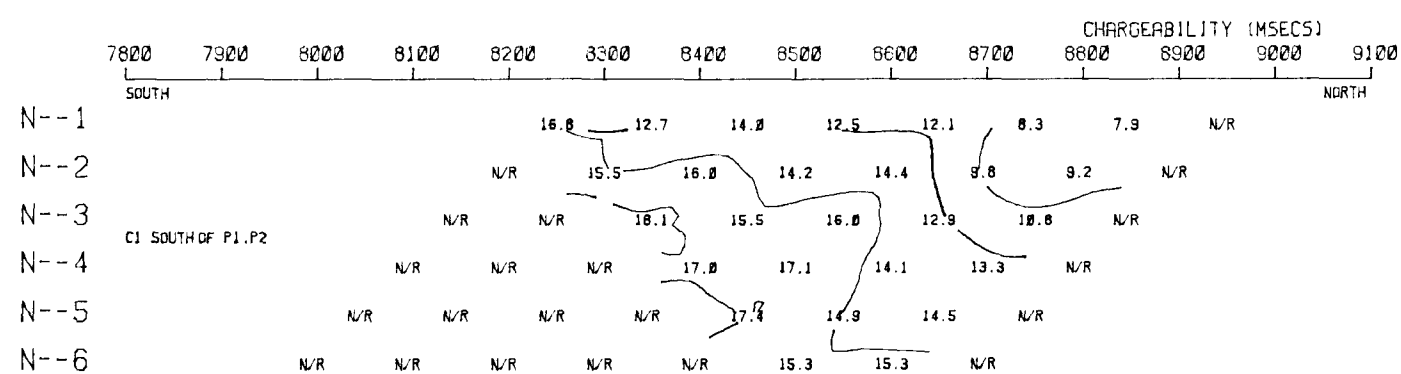 CHARGEABILITY (MSECS)
7800 7900 8000 8100 8200 8300 8400 8500 8600 8700 8800 8900 9000 9100
SOUTH NORTH
N--1 16.8 12.7 14.0 12.5 12.1 8.3 7.9 N/R
N--2 N/R 15.5 16.0 14.2 14.4 9.8 9.2 N/R
N--3 N/R N/R 18.1 15.5 16.0 12.9 10.8 N/R
C1 SOUTH OF P1.P2
N--4 N/R N/R N/R 17.0 17.1 14.1 13.3 N/R
N--5 N/R N/R N/R N/R 17.4 ? 14.9 14.5 N/R
N--6 N/R N/R N/R N/R N/R 15.3 15.3 N/R